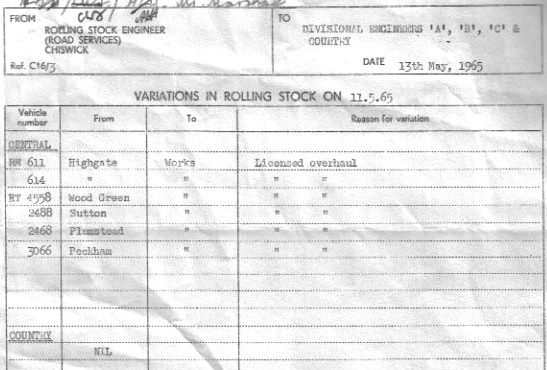 FROM
ROLLING STOCK ENGINEER
(ROAD SERVICES)
CHISWICK
Ref. C16/3
TO
DIVISIONAL ENGINEERS 'A', 'B', 'C' &
COUNTRY
DATE 13th May, 1965
VARIATIONS IN ROLLING STOCK ON 11.5.65
Vehicle number From To Reason for variation
CENTRAL
RM 611 Highgate Works Licensed overhaul
614 " " " "
RT 4558 Wood Green " " "
2488 Sutton " " "
2468 Plumstead " " "
3066 Peckham " " "
COUNTRY
NIL